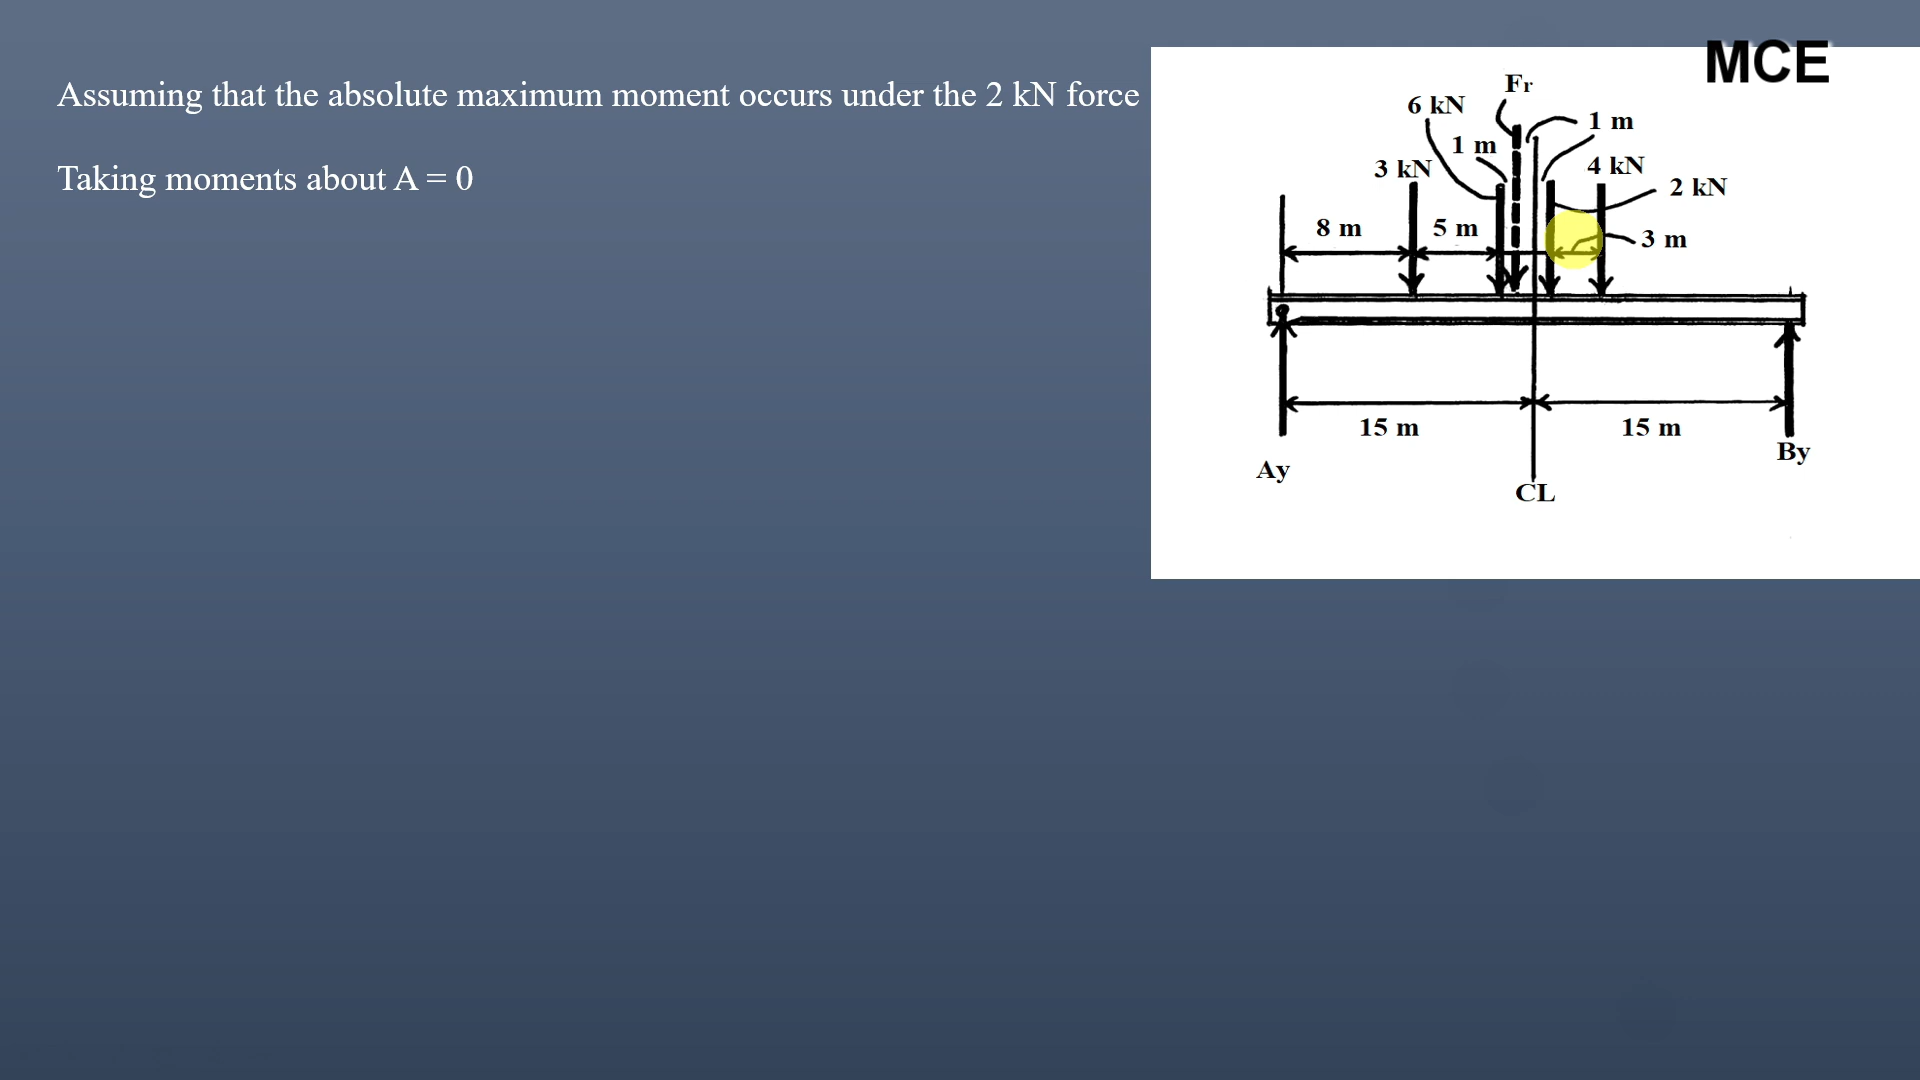 Assuming that the absolute maximum moment occurs under the 2 kN force
Taking moments about A = 0
MCE
Fr
6 kN
1 m
1 m
3 kN
4 kN
2 kN
8 m
5 m
3 m
15 m
15 m
Ay
By
CL